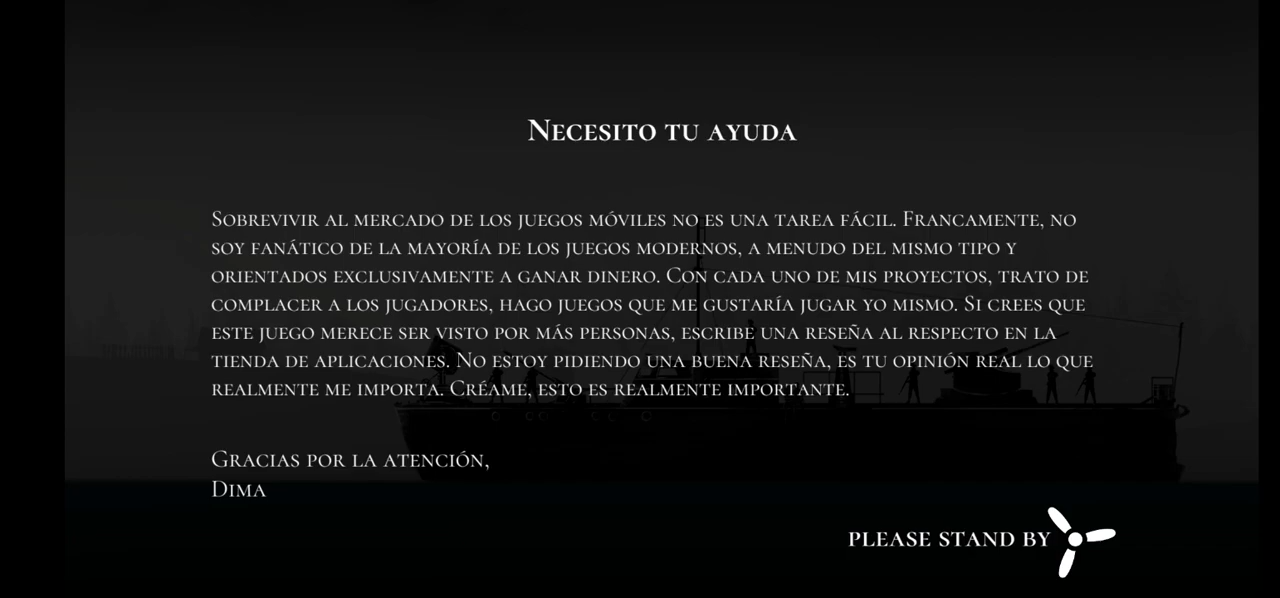 Necesito tu ayuda
Sobrevivir al mercado de los juegos móviles no es una tarea fácil. Francamente, no
soy fanático de la mayoría de los juegos modernos, a menudo del mismo tipo y
orientados exclusivamente a ganar dinero. Con cada uno de mis proyectos, trato de
complacer a los jugadores, hago juegos que me gustaría jugar yo mismo. Si crees que
este juego merece ser visto por más personas, escribe una reseña al respecto en la
tienda de aplicaciones. No estoy pidiendo una buena reseña, es tu opinión real lo que
realmente me importa. Créame, esto es realmente importante.
Gracias por la atención,
Dima
please stand by